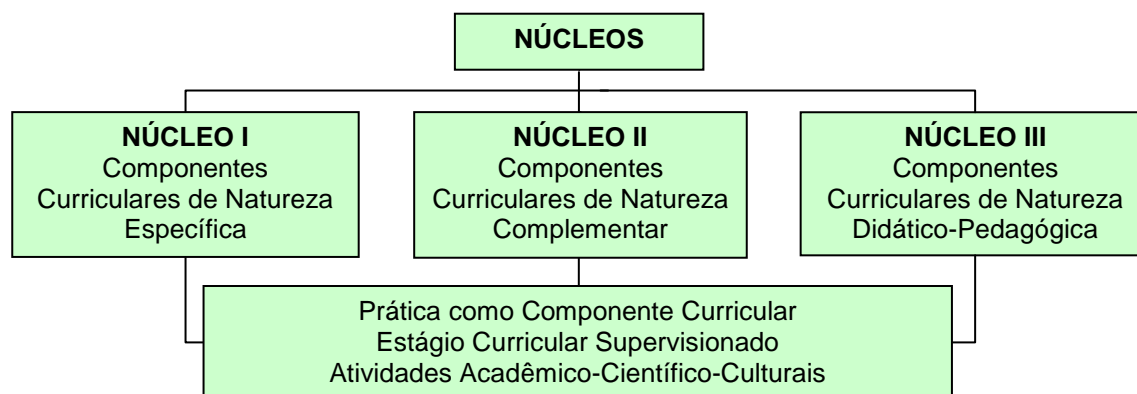 NÚCLEOS
NÚCLEO I
Componentes
Curriculares de Natureza
Específica
NÚCLEO II
Componentes
Curriculares de Natureza
Complementar
NÚCLEO III
Componentes
Curriculares de Natureza
Didático-Pedagógica
Prática como Componente Curricular
Estágio Curricular Supervisionado
Atividades Acadêmico-Científico-Culturais